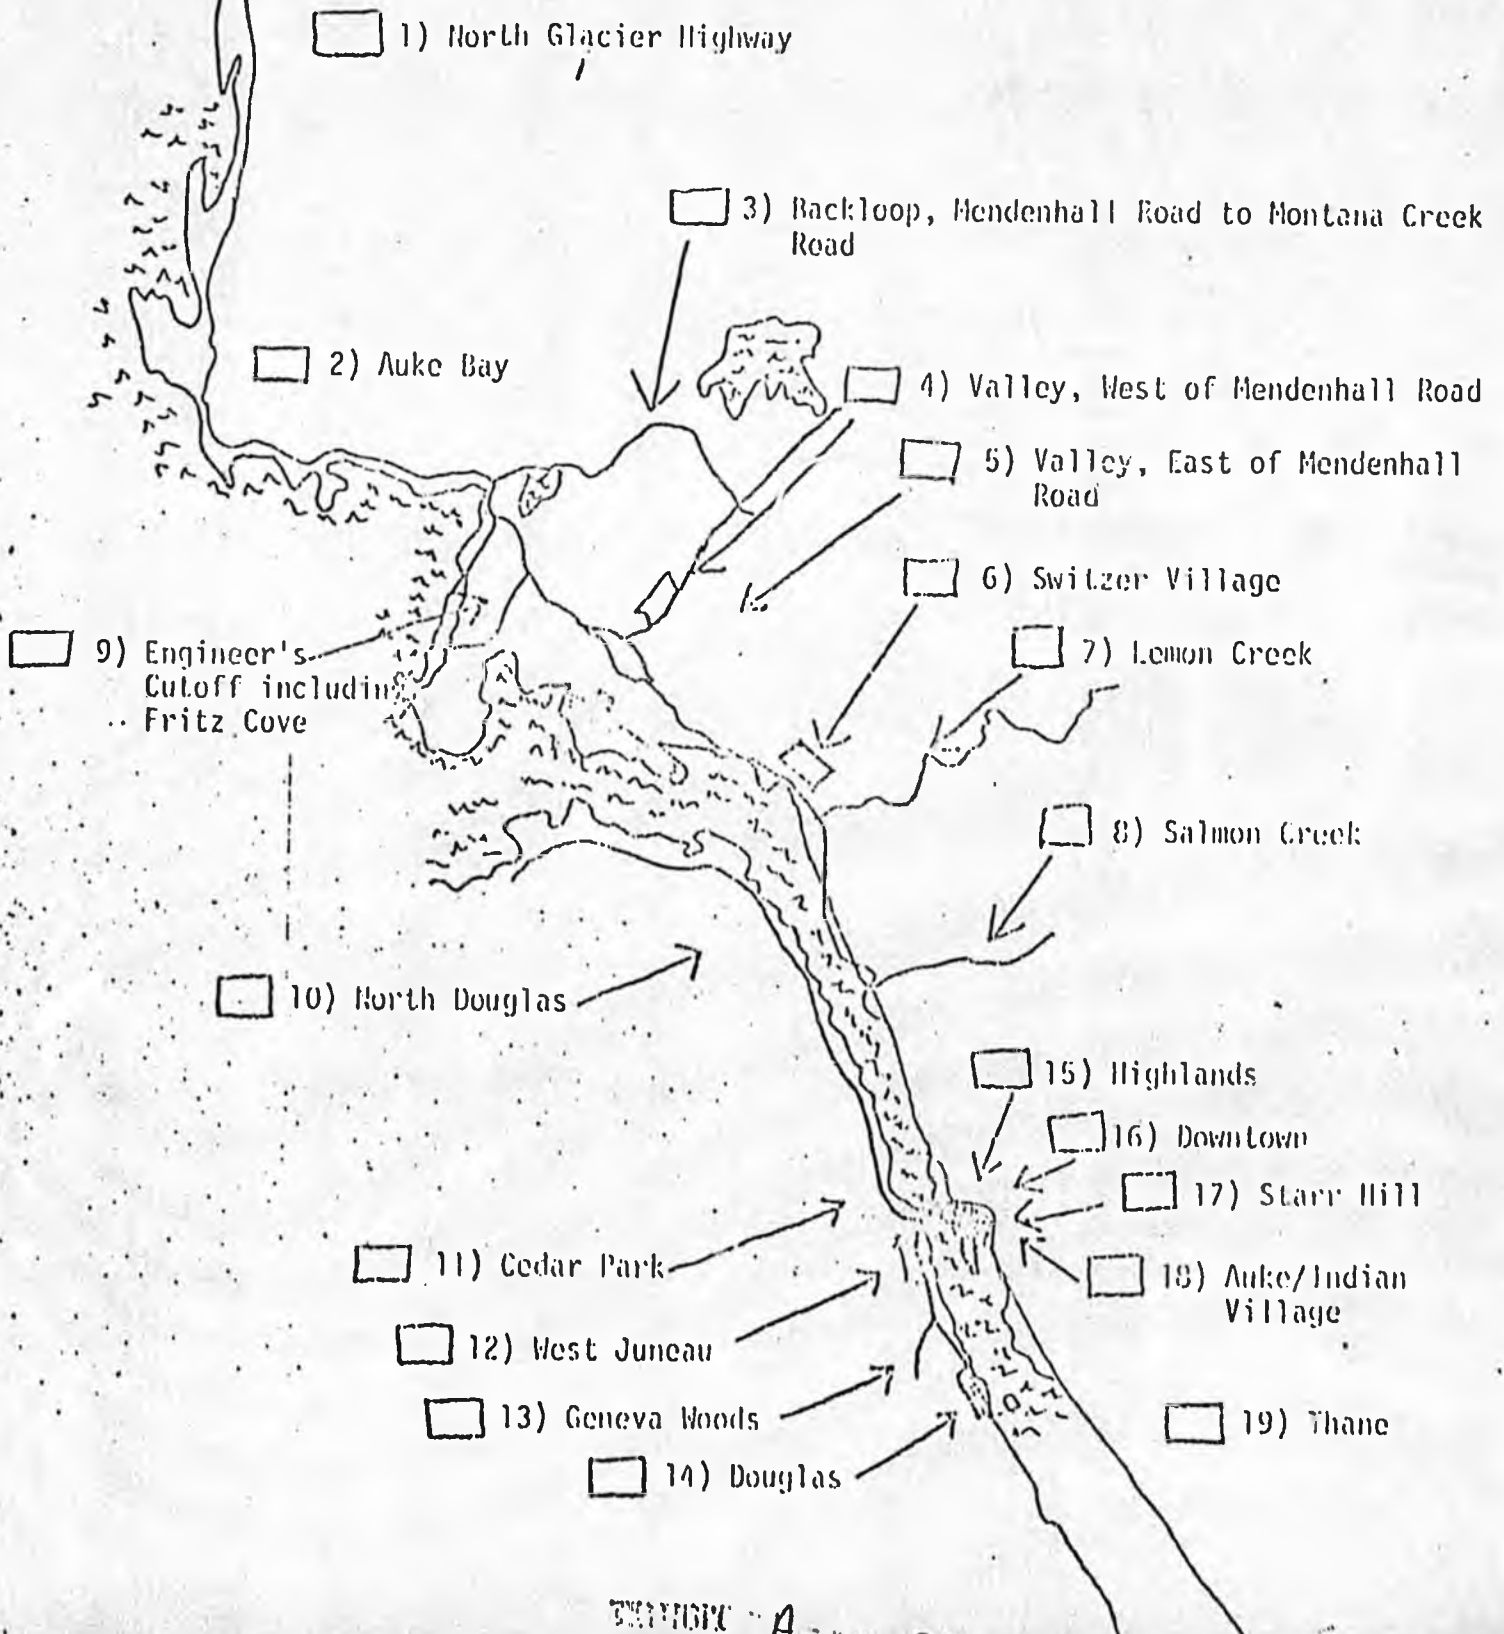 1) North Glacier Highway
3) Backloop, Mendenhall Road to Montana Creek
Road
2) Auke Bay
4) Valley, West of Mendenhall Road
5) Valley, East of Mendenhall
Road
6) Switzer Village
7) Lemon Creek
9) Engineer's
Cutoff including
Fritz Cove
8) Salmon Creek
10) North Douglas
15) Highlands
16) Downtown
17) Starr Hill
11) Cedar Park
18) Auke/Indian
Village
12) West Juneau
13) Geneva Woods
19) Thane
14) Douglas
EXHIBIT - A